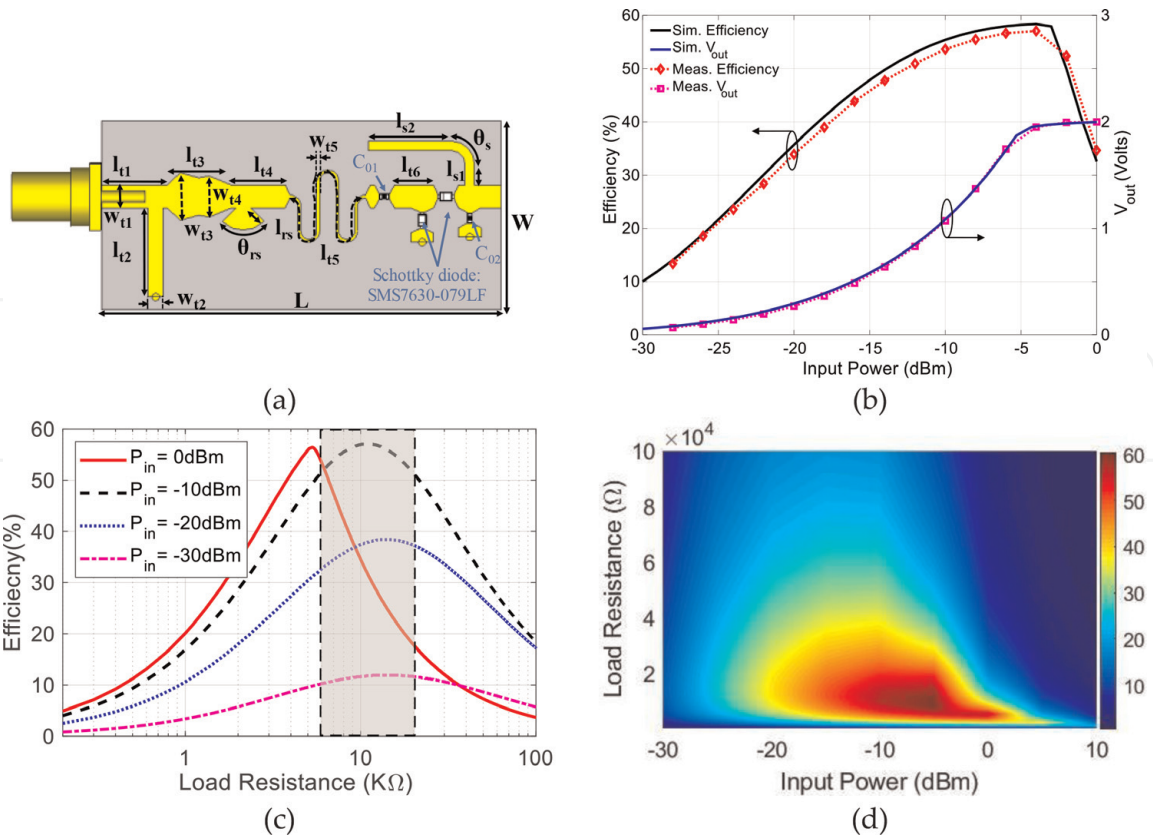 l_t1
l_t3
l_t4
w_t5
l_s2
θ_s
C_01
l_t6
l_s1
w_t1
w_t4
W
w_t3
l_rs
l_t2
θ_rs
l_t5
C_02
Schottky diode:
SMS7630-079LF
w_t2
L
(a)
60
50
40
30
20
10
0
Efficiency (%)
Sim. Efficiency
Sim. V_out
Meas. Efficiency
Meas. V_out
3
2
1
0
V_out (Volts)
-30
-25
-20
-15
-10
-5
0
Input Power (dBm)
(b)
60
50
40
30
20
10
0
Efficiecny(%)
P_in = 0dBm
P_in = -10dBm
P_in = -20dBm
P_in = -30dBm
1
10
100
Load Resistance (KΩ)
(c)
×10^4
10
8
6
4
2
Load Resistance (Ω)
-30
-20
-10
0
10
Input Power (dBm)
60
50
40
30
20
10
(d)